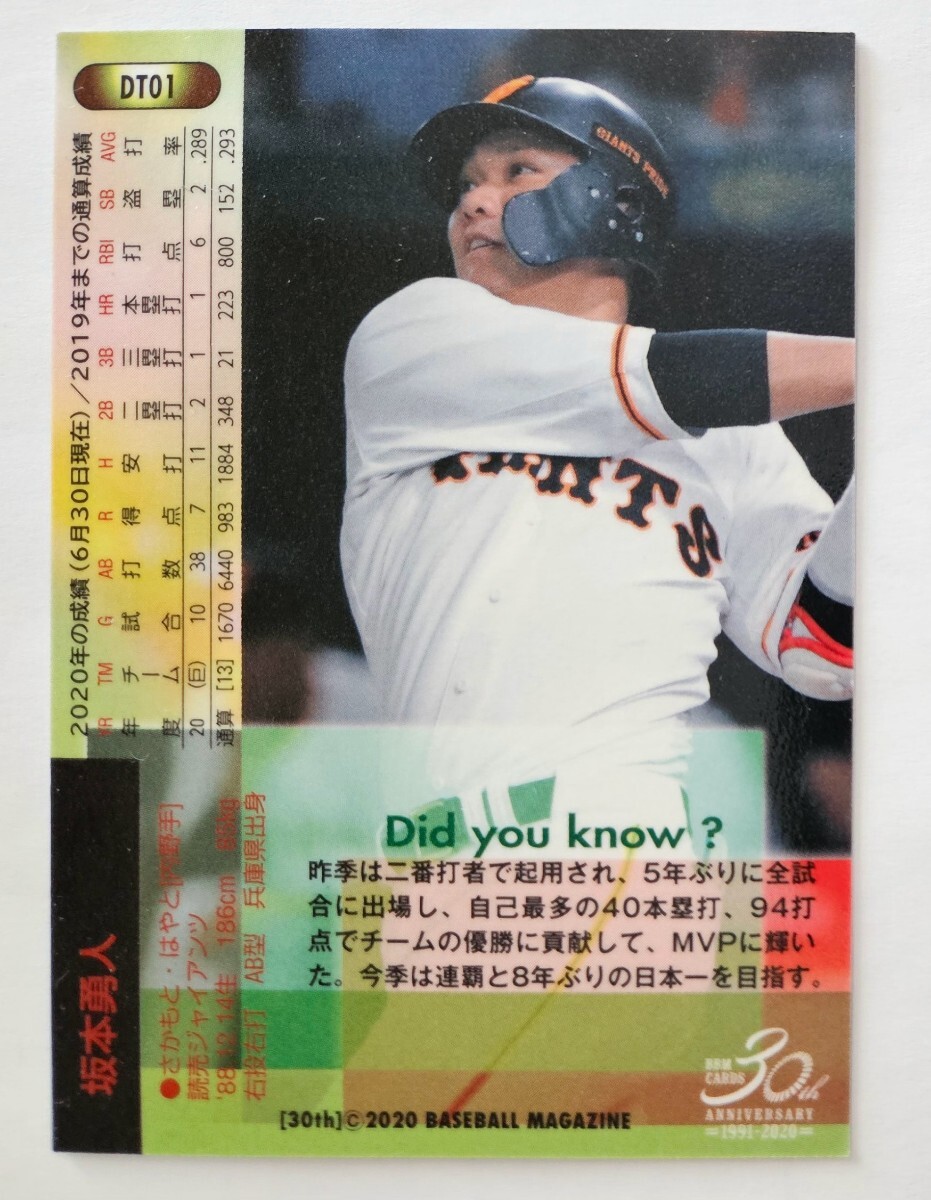 DT01
2020年の成績(6月30日現在)/2019年までの通算成績
YR TM G AB R H 2B 3B HR RBI SB AVG
年度 チーム 試合 打数 得点 安打 二塁打 三塁打 本塁打 打点 盗塁 打率
20 (巨) 10 38 7 11 2 1 1 6 2 .289
通算 [13] 1670 6440 983 1884 348 21 223 800 152 .293
坂本勇人
●さかもと・はやと[内野手]
読売ジャイアンツ
'88.12.14生 186cm
右投右打 AB型 兵庫県出身
GIANTS PRIDE
Did you know ?
昨季は二番打者で起用され、5年ぶりに全試
合に出場し、自己最多の40本塁打、94打
点でチームの優勝に貢献して、MVPに輝い
た。今季は連覇と8年ぶりの日本一を目指す。
BBM
CARDS
30th
ANNIVERSARY
=1991-2020=
[30th]©2020 BASEBALL MAGAZINE